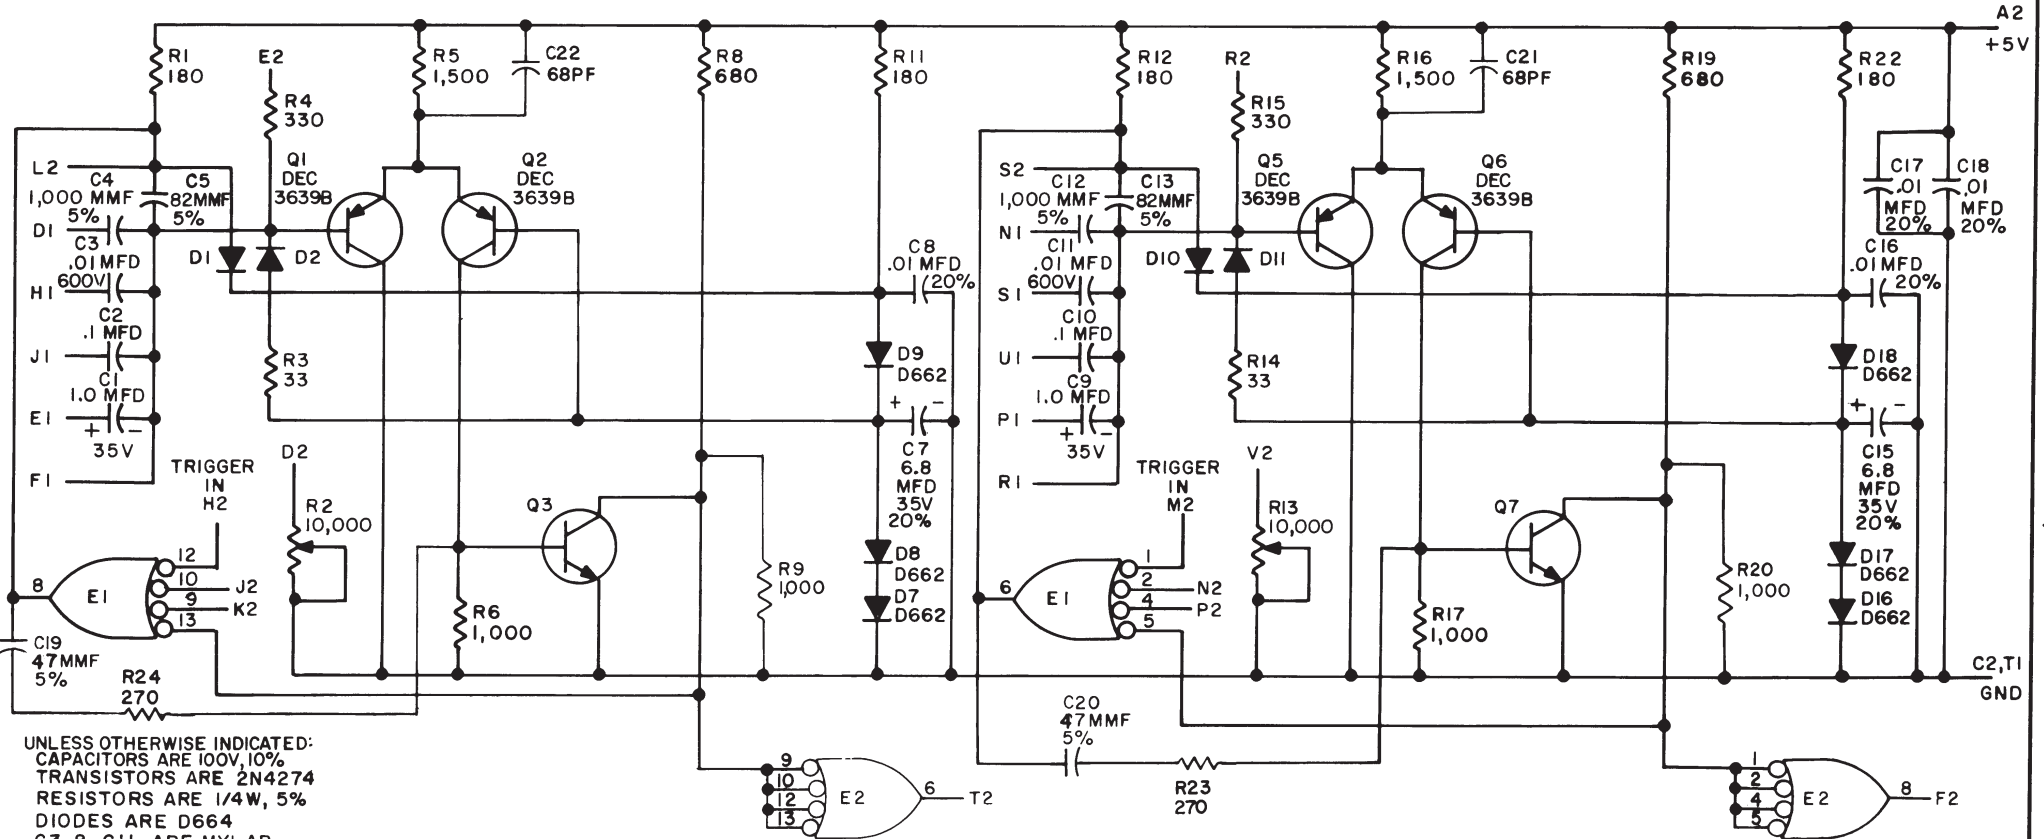 A2
+5V
R1
180
E2
R4
330
R5
1,500
C22
68PF
R8
680
R11
180
R12
180
R2
R15
330
R16
1,500
C21
68PF
R19
680
R22
180
L2
C4
1,000 MMF
5%
C5
82MMF
5%
Q1
DEC
3639B
Q2
DEC
3639B
D1
C3
.01 MFD
600V
D1
D2
C8
.01 MFD
20%
H1
C2
.1 MFD
J1
C1
1.0 MFD
E1
+ -
35V
F1
R3
33
D9
D662
+ -
C7
6.8
MFD
35V
20%
S2
C12
1,000 MMF
5%
C13
82MMF
5%
Q5
DEC
3639B
Q6
DEC
3639B
C17
.01
MFD
20%
C18
.01
MFD
20%
N1
C11
.01 MFD
600V
D10
D11
C16
.01 MFD
20%
S1
C10
.1 MFD
U1
C9
1.0 MFD
P1
+ -
35V
R1
R14
33
D18
D662
+ -
C15
6.8
MFD
35V
20%
TRIGGER
IN
H2
D2
R2
10,000
Q3
R9
1,000
D8
D662
D7
D662
R6
1,000
8
E1
12
10
J2
9
K2
13
C19
47MMF
5%
R24
270
TRIGGER
IN
M2
V2
R13
10,000
Q7
R20
1,000
D17
D662
D16
D662
R17
1,000
6
E1
1
2
N2
4
P2
5
C2,T1
GND
C20
47MMF
5%
R23
270
9
10
12
13
E2
6
T2
1
2
4
5
E2
8
F2
UNLESS OTHERWISE INDICATED:
CAPACITORS ARE 100V,10%
TRANSISTORS ARE 2N4274
RESISTORS ARE 1/4W, 5%
DIODES ARE D664